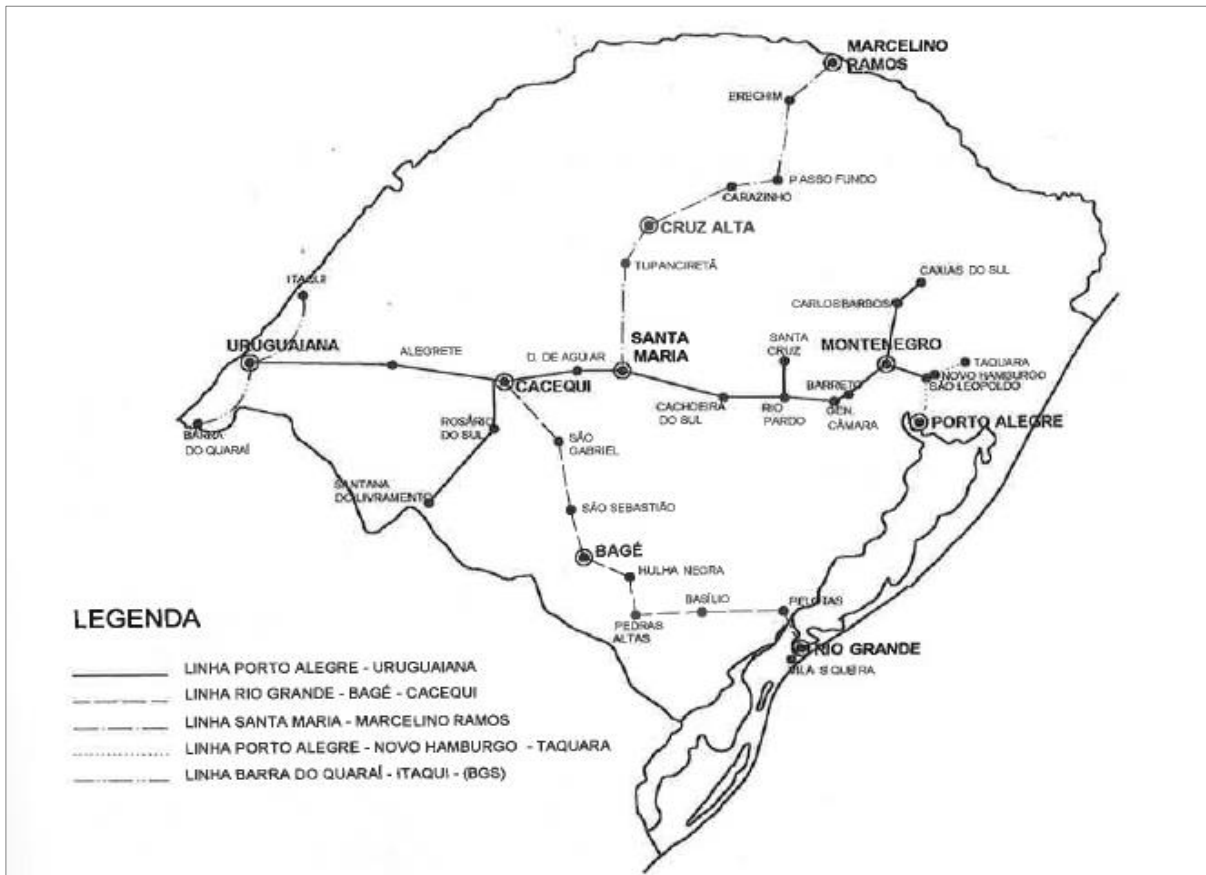 MARCELINO
RAMOS
ERECHIM
PASSO FUNDO
CARAZINHO
CRUZ ALTA
TUPANCIRETÃ
CAXIAS DO SUL
ITAQUI
CARLOS BARBOSA
SANTA
MARIA
SANTA
CRUZ
MONTENEGRO
URUGUAIANA
ALEGRETE
D. DE AGUIAR
TAQUARA
NOVO HAMBURGO
SÃO LEOPOLDO
CACEQUI
BARRETO
CACHOEIRA
DO SUL
RIO
PARDO
GEN.
CÂMARA
PORTO ALEGRE
ROSÁRIO
DO SUL
BARRA
DO QUARAÍ
SÃO
GABRIEL
SANTANA
DO LIVRAMENTO
SÃO SEBASTIÃO
BAGÉ
HULHA NEGRA
BASÍLIO
PELOTAS
PEDRAS
ALTAS
RIO GRANDE
VILA SIQUEIRA
LEGENDA
LINHA PORTO ALEGRE - URUGUAIANA
LINHA RIO GRANDE - BAGÉ - CACEQUI
LINHA SANTA MARIA - MARCELINO RAMOS
LINHA PORTO ALEGRE - NOVO HAMBURGO - TAQUARA
LINHA BARRA DO QUARAÍ - ITAQUI - (BGS)